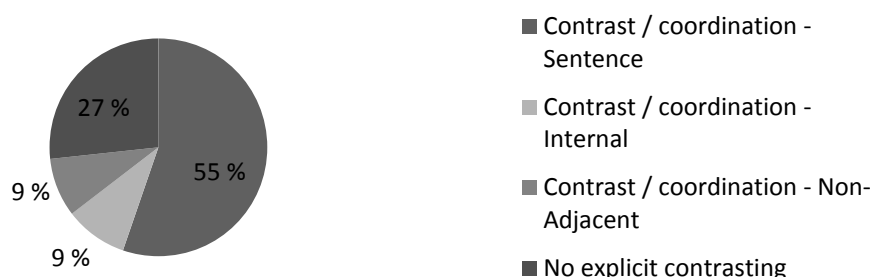 Contrast / coordination -
Sentence
Contrast / coordination -
Internal
Contrast / coordination - Non-
Adjacent
No explicit contrasting
27 %
55 %
9 %
9 %